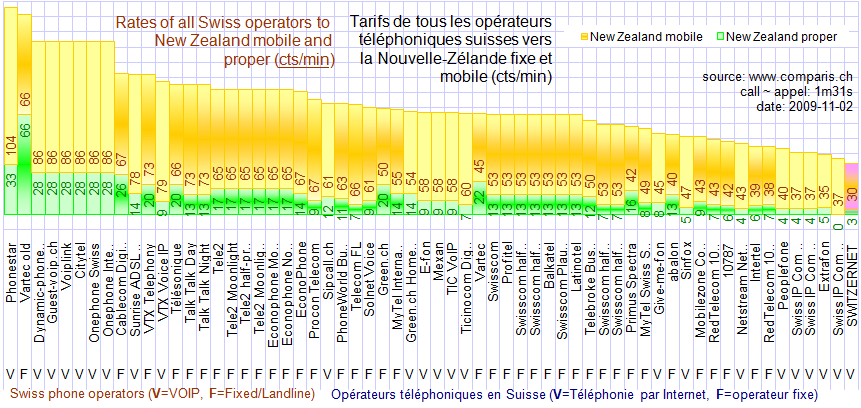 Rates of all Swiss operators to
New Zealand mobile and
proper (cts/min)
Tarifs de tous les opérateurs
téléphoniques suisses vers
la Nouvelle-Zélande fixe et
mobile (cts/min)
New Zealand mobile
New Zealand proper
source: www.comparis.ch
call ~ appel: 1m31s
date: 2009-11-02
104 66 86 86 86 86 86 86 67 78 73 79 66 73 73 65 65 65 65 65 65 67 67 61 63 66 61 50 55 54 58 58 58 60 45 53 53 53 53 53 53 53 50 53 53 42 49 45 40 47 43 43 42 43 39 38 40 37 37 35 37 30
33 66 28 28 28 28 28 28 26 14 20 9 20 13 13 17 17 17 17 17 17 14 9 12 11 7 9 20 14 9 9 9 9 7 22 13 13 13 13 13 13 13 12 7 7 16 8 8 13 5 9 7 6 4 6 7 4 4 4 5 0 3
Phonestar
Vartec old
Dynamic-phone...
Guest-voip.ch
Voplink
Citytel
Onephone Swiss
Onephone Inte...
Cablecom Digi...
Sunrise ADSL...
VTX Telephony
VTX Voice IP
Télésonique
Talk Talk Day
Talk Talk Night
Tele2
Tele2 Moonlight
Tele2 half-pr...
Tele2 Moonlig...
Econophone Mo...
Econophone No...
EconoPhone
Procon Telecom
Sipcall.ch
PhoneWorld Bu...
Telecom FL
Solnet Voice
Green.ch
MyTel Interna...
Green.ch Home...
E-fon
Mexan
TIC VoIP
Ticinocom Dig...
Vartec
Swisscom
Profitel
Swisscom half...
Swisscom half...
Balkatel
Swisscom Plau...
Latinotel
Telebroke Bus...
Swisscom half...
Swisscom half...
Primus Spectra
MyTel Swiss S...
Give-me-fon
abalon
Sinfox
Mobilezone Co...
RedTelecom 10...
10787
Netstream Net...
Intertel
RedTelecom 10...
Peoplefone
Swiss IP Com ...
Swiss IP Com ...
Extrafon
Swiss IP Com ...
SWITZERNET
V F V V V V V V F V F V F F F F F F F F F F F V F F V F F V V V V V F F F F F F F F F F F F F V F V F F F V F F V V V V V V
Swiss phone operators (V=VOIP, F=Fixed/Landline)
Opérateurs téléphoniques en Suisse (V=Téléphonie par Internet, F=operateur fixe)